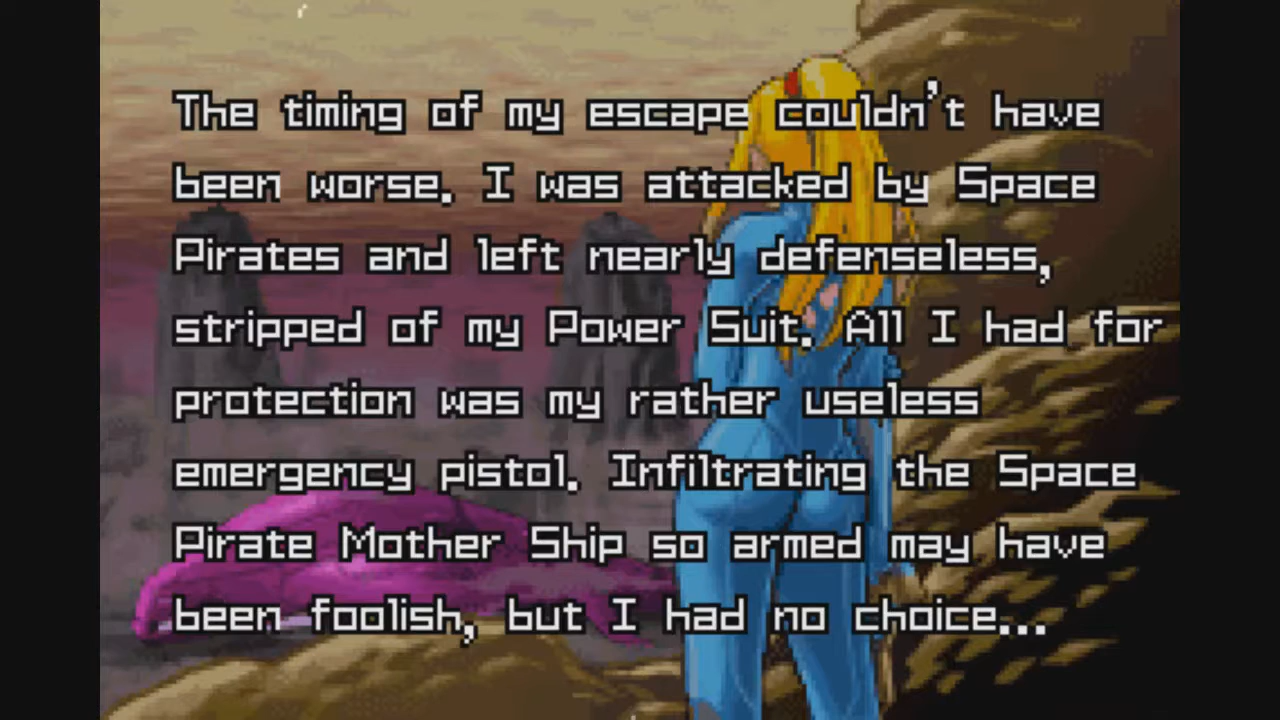 The timing of my escape couldn't have
been worse. I was attacked by Space
Pirates and left nearly defenseless,
stripped of my Power Suit. All I had for
protection was my rather useless
emergency pistol. Infiltrating the Space
Pirate Mother Ship so armed may have
been foolish, but I had no choice...